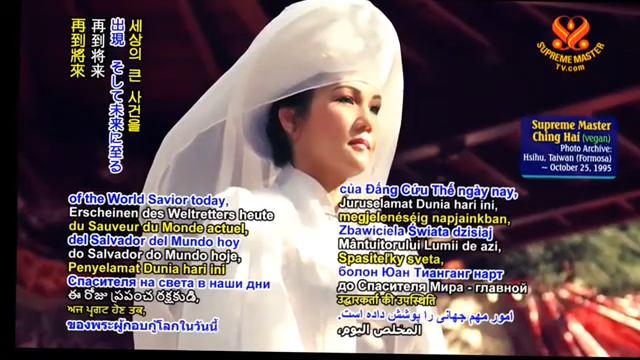 세상의 큰 사건을
出現 そして未来に至る
再到将来
再到將來
SUPREME MASTER
TV.com
Supreme Master
Ching Hai (vegan)
Photo Archive:
Hsihu, Taiwan (Formosa)
~ October 25, 1995
of the World Savior today,
Erscheinen des Weltretters heute
du Sauveur du Monde actuel,
del Salvador del Mundo hoy
do Salvador do Mundo hoje,
Penyelamat Dunia hari ini
Спасителя на света в наши дни
ఈ రోజు ప్రపంచ రక్షకుడి,
ਅਜ ਪ੍ਰਗਟ ਹੋਣ ਤਕ,
ของพระผู้กอบกู้โลกในวันนี้
của Đấng Cứu Thế ngày nay,
Juruselamat Dunia hari ini,
megjelenéséig napjainkban,
Zbawiciela Świata dzisiaj
Mântuitorului Lumii de azi,
Spasiteľky sveta,
болон Юан Тианганг нарт
до Спасителя Мира - главной
उद्धारकर्ता की उपस्थिति
امور مهم جهانی را پوشش داده است.
المخلص اليوم,